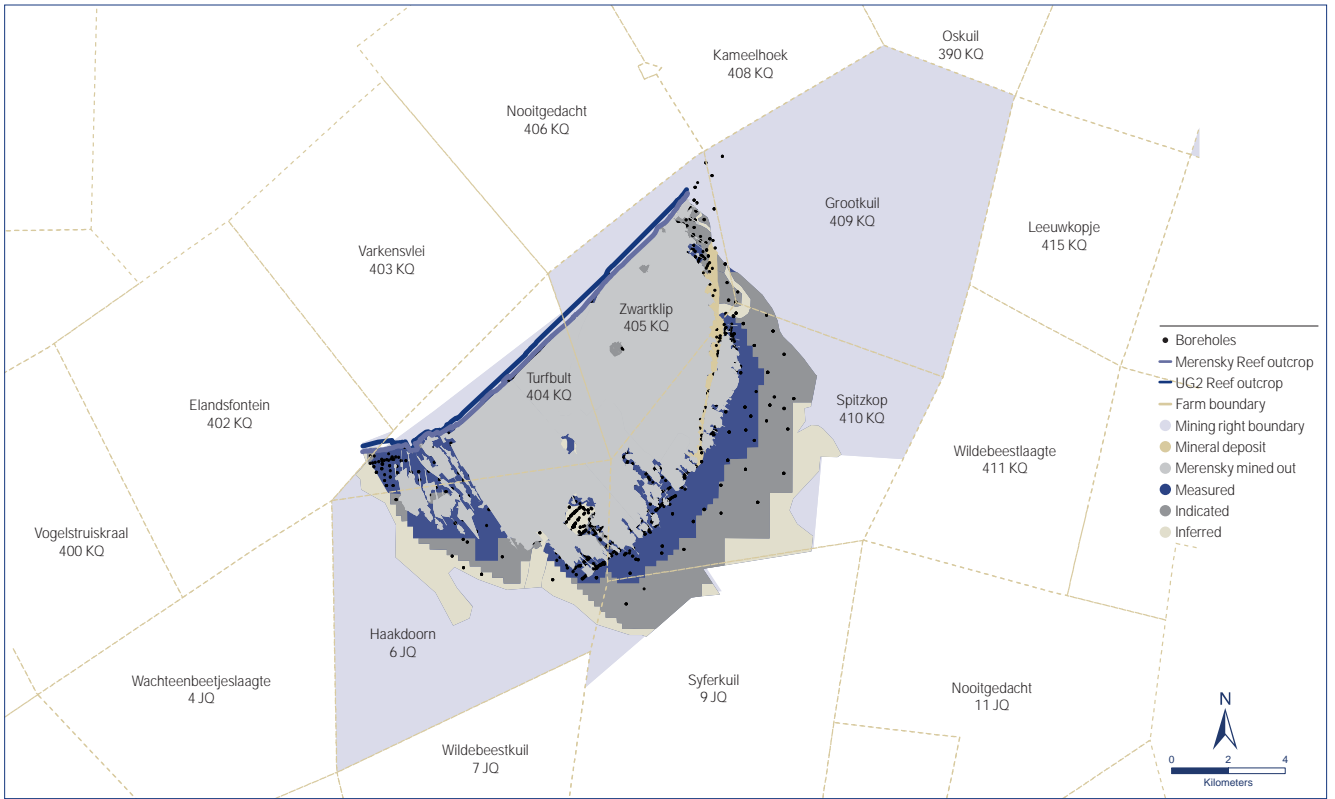 Oskuil
390 KQ
Kameelhoek
408 KQ
Nooitgedacht
406 KQ
Grootkuil
409 KQ
Leeuwkopje
415 KQ
Varkensvlei
403 KQ
Zwartklip
405 KQ
Turfbult
404 KQ
Elandsfontein
402 KQ
Spitzkop
410 KQ
Wildebeestlaagte
411 KQ
Vogelstruiskraal
400 KQ
Haakdoorn
6 JQ
Wachteenbeetjeslaagte
4 JQ
Syferkuil
9 JQ
Nooitgedacht
11 JQ
Wildebeestkuil
7 JQ
Boreholes
Merensky Reef outcrop
UG2 Reef outcrop
Farm boundary
Mining right boundary
Mineral deposit
Merensky mined out
Measured
Indicated
Inferred
N
0 2 4
Kilometers